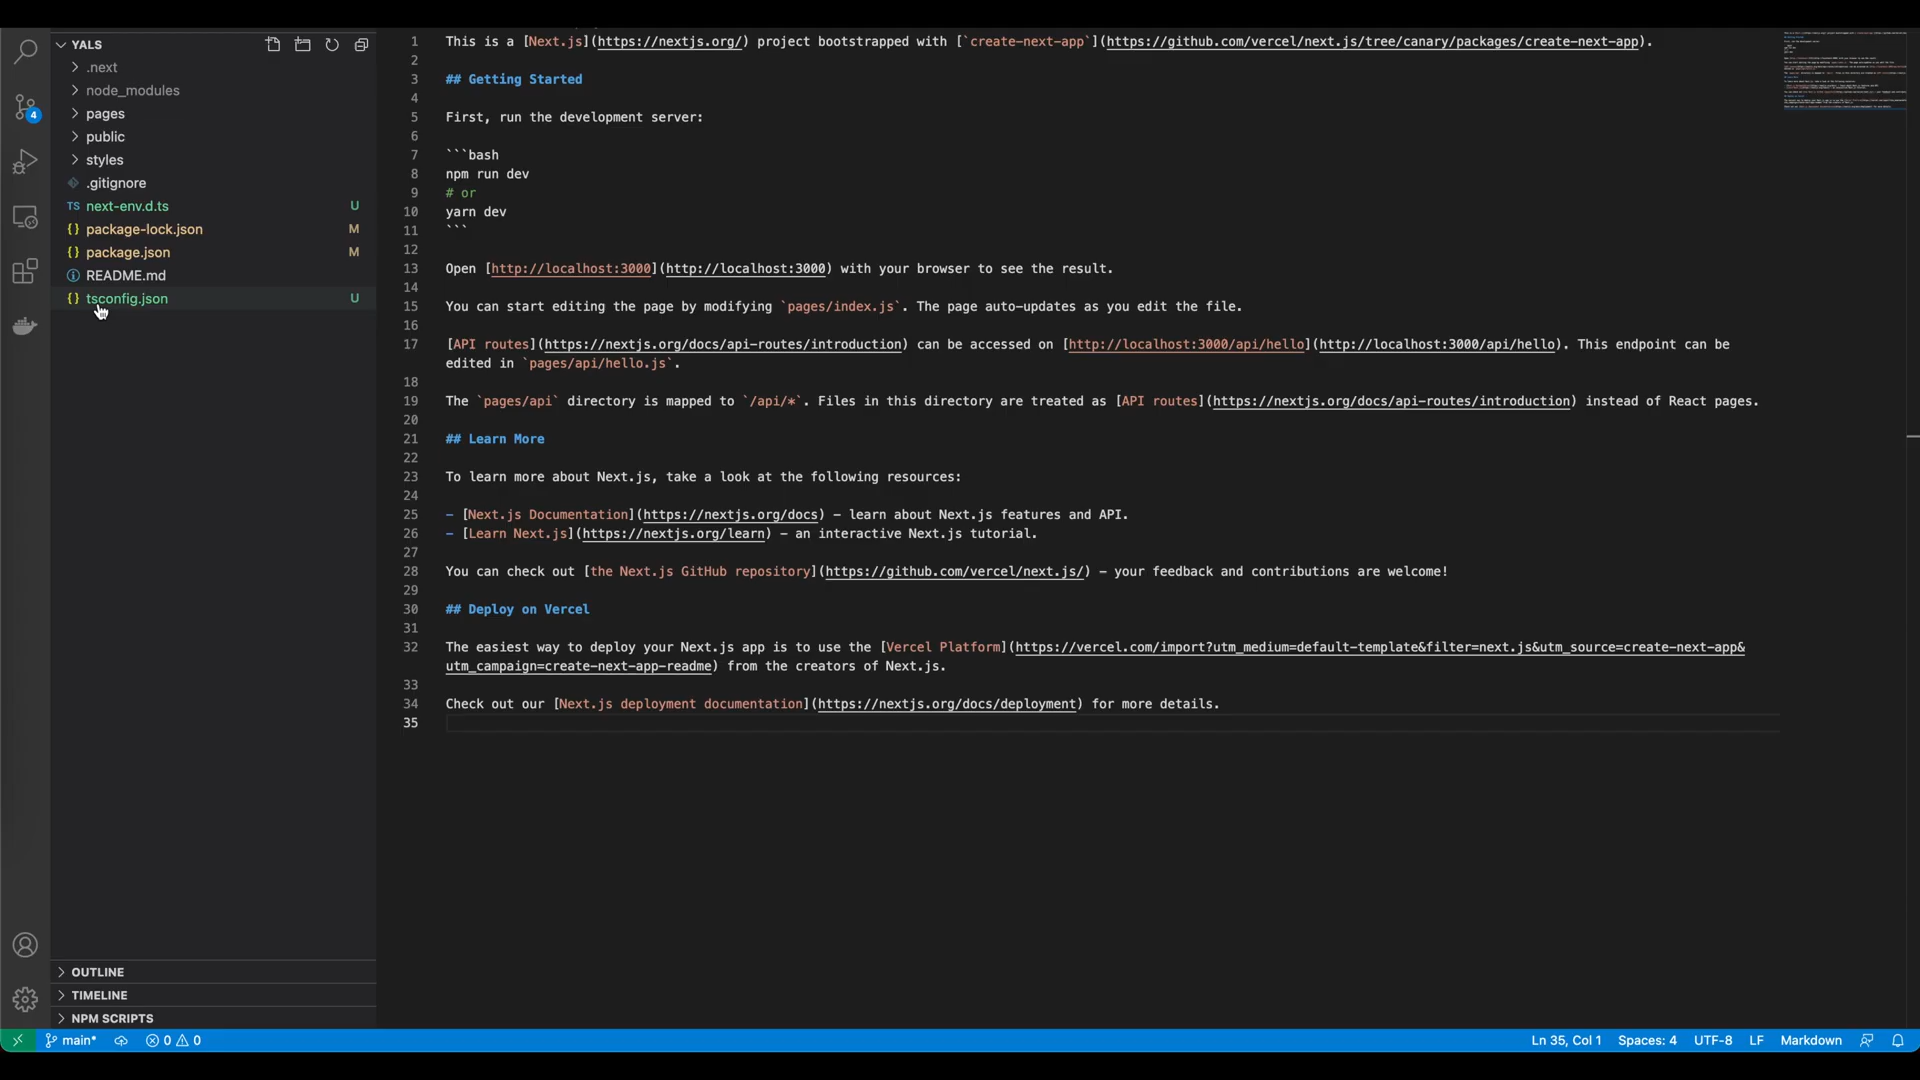 YALS
.next
node_modules
pages
public
styles
.gitignore
TS next-env.d.ts U
{} package-lock.json M
{} package.json M
README.md
{} tsconfig.json U
OUTLINE
TIMELINE
NPM SCRIPTS
4
1 This is a [Next.js](https://nextjs.org/) project bootstrapped with [`create-next-app`](https://github.com/vercel/next.js/tree/canary/packages/create-next-app).
2
3 ## Getting Started
4
5 First, run the development server:
6
7 ```bash
8 npm run dev
9 # or
10 yarn dev
11 ```
12
13 Open [http://localhost:3000](http://localhost:3000) with your browser to see the result.
14
15 You can start editing the page by modifying `pages/index.js`. The page auto-updates as you edit the file.
16
17 [API routes](https://nextjs.org/docs/api-routes/introduction) can be accessed on [http://localhost:3000/api/hello](http://localhost:3000/api/hello). This endpoint can be
edited in `pages/api/hello.js`.
18
19 The `pages/api` directory is mapped to `/api/*`. Files in this directory are treated as [API routes](https://nextjs.org/docs/api-routes/introduction) instead of React pages.
20
21 ## Learn More
22
23 To learn more about Next.js, take a look at the following resources:
24
25 - [Next.js Documentation](https://nextjs.org/docs) - learn about Next.js features and API.
26 - [Learn Next.js](https://nextjs.org/learn) - an interactive Next.js tutorial.
27
28 You can check out [the Next.js GitHub repository](https://github.com/vercel/next.js/) - your feedback and contributions are welcome!
29
30 ## Deploy on Vercel
31
32 The easiest way to deploy your Next.js app is to use the [Vercel Platform](https://vercel.com/import?utm_medium=default-template&filter=next.js&utm_source=create-next-app&
utm_campaign=create-next-app-readme) from the creators of Next.js.
33
34 Check out our [Next.js deployment documentation](https://nextjs.org/docs/deployment) for more details.
35
main* 0 0 Ln 35, Col 1 Spaces: 4 UTF-8 LF Markdown